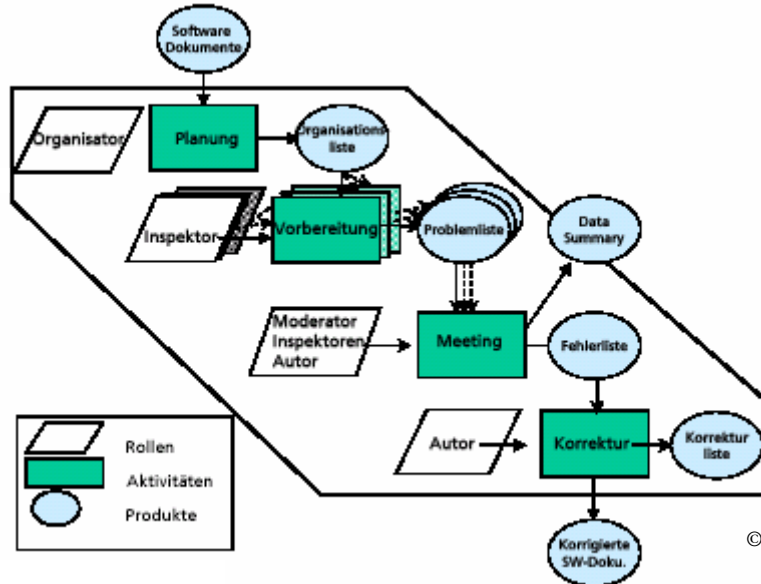 Software
Dokumente
Organisator
Planung
Organisations-
liste
Inspektor
Vorbereitung
Problemliste
Data
Summary
Moderator
Inspektoren
Autor
Meeting
Fehlerliste
Autor
Korrektur
Korrektur
liste
Rollen
Aktivitäten
Produkte
Korrigierte
SW-Doku.
©